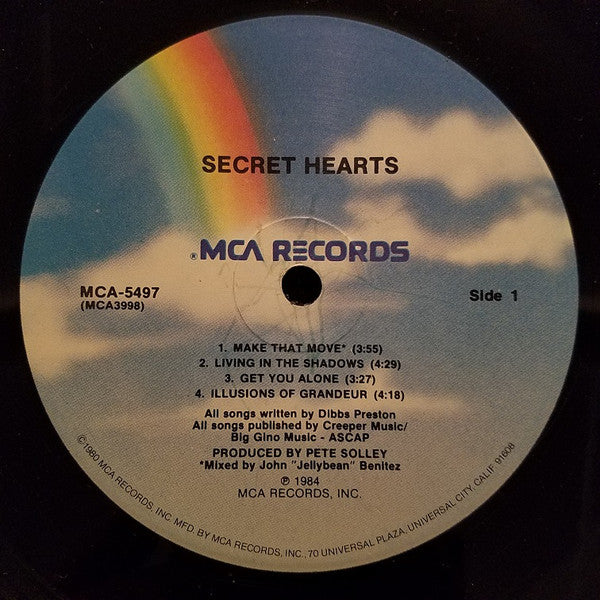 SECRET HEARTS
®MCA RECORDS
MCA-5497
(MCA3998)
Side 1
1. MAKE THAT MOVE* (3:55)
2. LIVING IN THE SHADOWS (4:29)
3. GET YOU ALONE (3:27)
4. ILLUSIONS OF GRANDEUR (4:18)
All songs written by Dibbs Preston
All songs published by Creeper Music/
Big Gino Music - ASCAP
PRODUCED BY PETE SOLLEY
*Mixed by John "Jellybean" Benitez
℗ 1984
MCA RECORDS, INC.
©1980 MCA RECORDS, INC. MFD. BY MCA RECORDS, INC., 70 UNIVERSAL PLAZA, UNIVERSAL CITY, CALIF. 91608